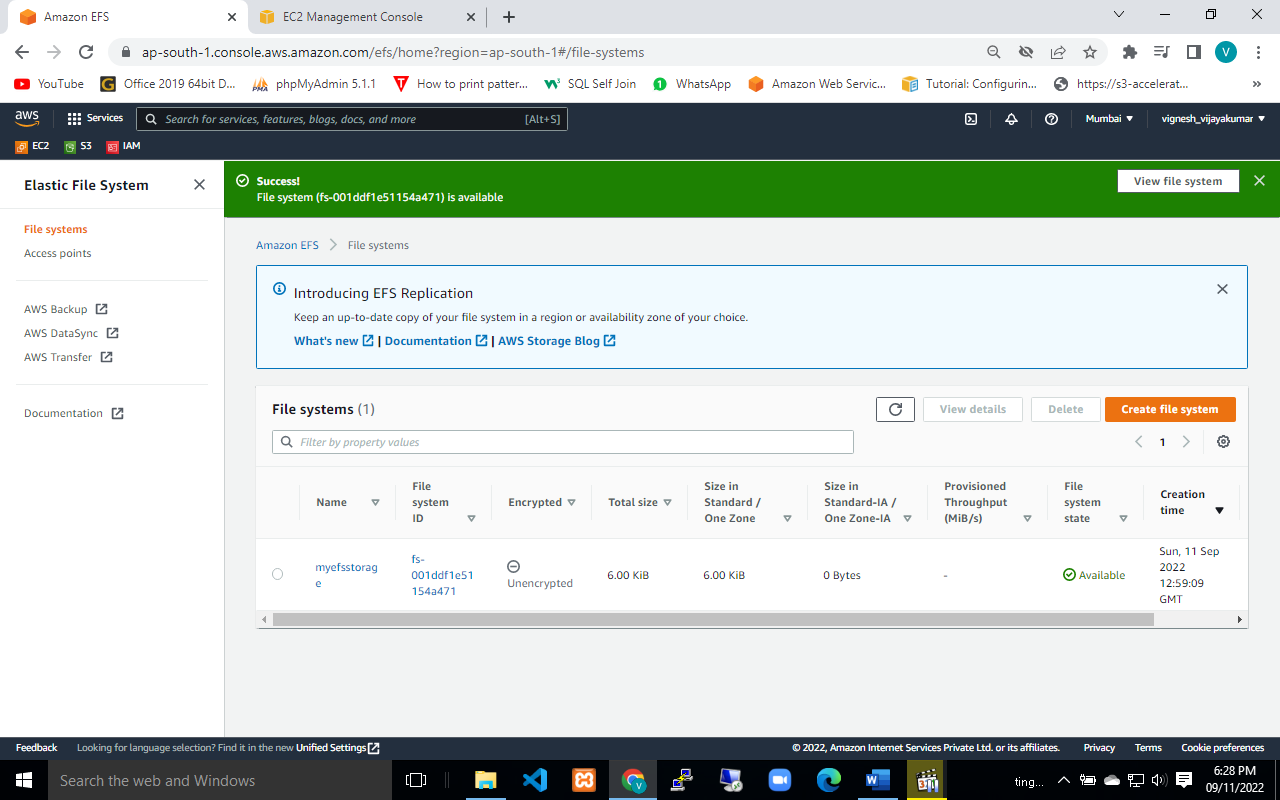 Amazon EFS
EC2 Management Console
ap-south-1.console.aws.amazon.com/efs/home?region=ap-south-1#/file-systems
V
YouTube
Office 2019 64bit D...
phpMyAdmin 5.1.1
How to print patter...
SQL Self Join
WhatsApp
Amazon Web Servic...
Tutorial: Configurin...
https://s3-accelerat...
»
aws
Services
Search for services, features, blogs, docs, and more
[Alt+S]
Mumbai
vignesh_vijayakumar
EC2
S3
IAM
Elastic File System
File systems
Access points
AWS Backup
AWS DataSync
AWS Transfer
Documentation
Success!
File system (fs-001ddf1e51154a471) is available
View file system
Amazon EFS
File systems
Introducing EFS Replication
Keep an up-to-date copy of your file system in a region or availability zone of your choice.
What's new | Documentation | AWS Storage Blog
File systems (1)
View details
Delete
Create file system
Filter by property values
1
Name
File
system
ID
Encrypted
Total size
Size in
Standard /
One Zone
Size in
Standard-IA /
One Zone-IA
Provisioned
Throughput
(MiB/s)
File
system
state
Creation
time
myefsstorag
e
fs-
001ddf1e51
154a471
Unencrypted
6.00 KiB
6.00 KiB
0 Bytes
-
Available
Sun, 11 Sep
2022
12:59:09
GMT
Feedback
Looking for language selection? Find it in the new Unified Settings
© 2022, Amazon Internet Services Private Ltd. or its affiliates.
Privacy
Terms
Cookie preferences
Search the web and Windows
ting...
6:28 PM
09/11/2022